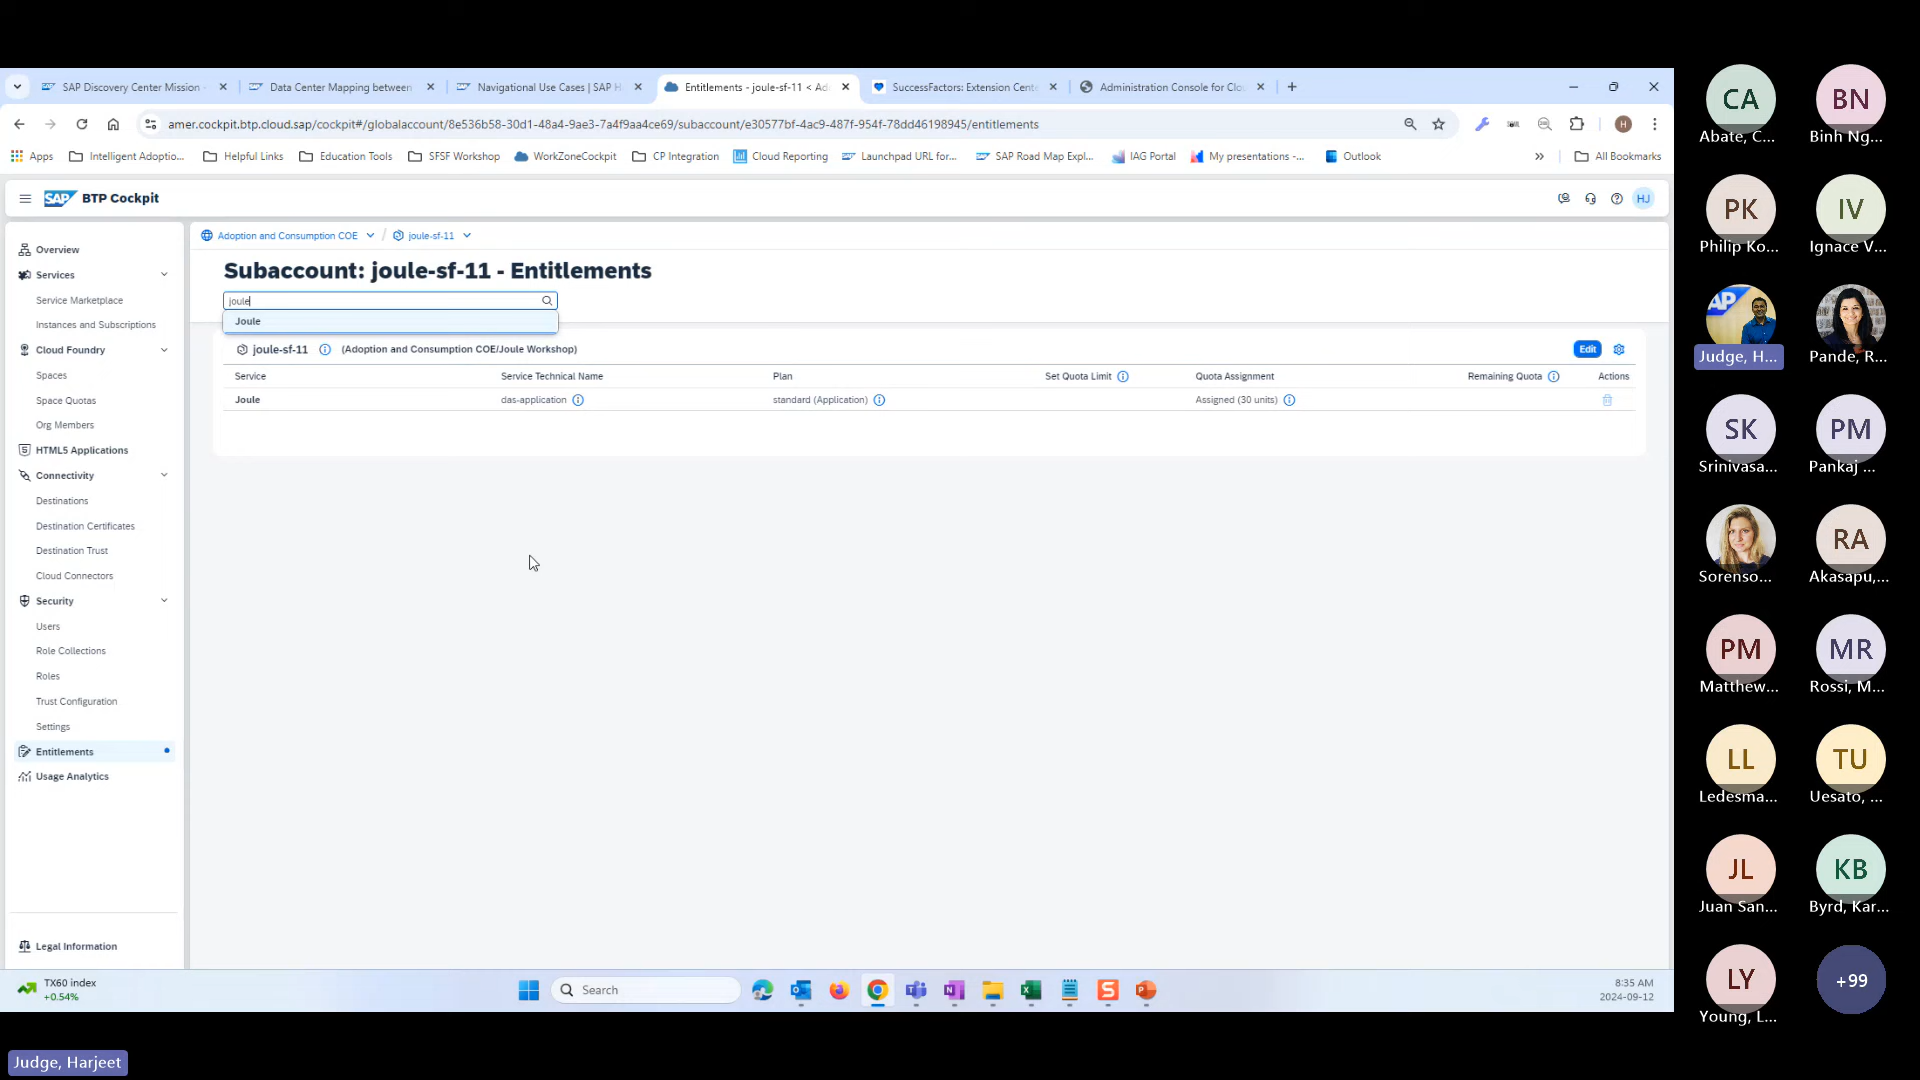 SAP Discovery Center Mission
Data Center Mapping between
Navigational Use Cases | SAP H
Entitlements - joule-sf-11 < Ad
SuccessFactors: Extension Cente
Administration Console for Clou
amer.cockpit.btp.cloud.sap/cockpit#/globalaccount/8e536b58-30d1-48a4-9ae3-7a4f9aa4ce69/subaccount/e30577bf-4ac9-487f-954f-78dd46198945/entitlements
H
Apps
Intelligent Adoptio...
Helpful Links
Education Tools
SFSF Workshop
WorkZoneCockpit
CP Integration
Cloud Reporting
Launchpad URL for...
SAP Road Map Expl...
IAG Portal
My presentations -...
Outlook
All Bookmarks
SAP BTP Cockpit
HJ
Overview
Services
Service Marketplace
Instances and Subscriptions
Cloud Foundry
Spaces
Space Quotas
Org Members
HTML5 Applications
Connectivity
Destinations
Destination Certificates
Destination Trust
Cloud Connectors
Security
Users
Role Collections
Roles
Trust Configuration
Settings
Entitlements
Usage Analytics
Legal Information
Adoption and Consumption COE / joule-sf-11
Subaccount: joule-sf-11 - Entitlements
joule
Joule
joule-sf-11 (Adoption and Consumption COE/Joule Workshop)
Edit
Service Service Technical Name Plan Set Quota Limit Quota Assignment Remaining Quota Actions
Joule das-application standard (Application) Assigned (30 units)
TX60 index
+0.54%
Search
8:35 AM
2024-09-12
CA
Abate, C...
BN
Binh Ng...
PK
Philip Ko...
IV
Ignace V...
AP
Judge, H...
Pande, R...
SK
Srinivasa...
PM
Pankaj ...
Sorenso...
RA
Akasapu,...
PM
Matthew...
MR
Rossi, M...
LL
Ledesma...
TU
Uesato, ...
JL
Juan San...
KB
Byrd, Kar...
LY
Young, L...
+99
Judge, Harjeet